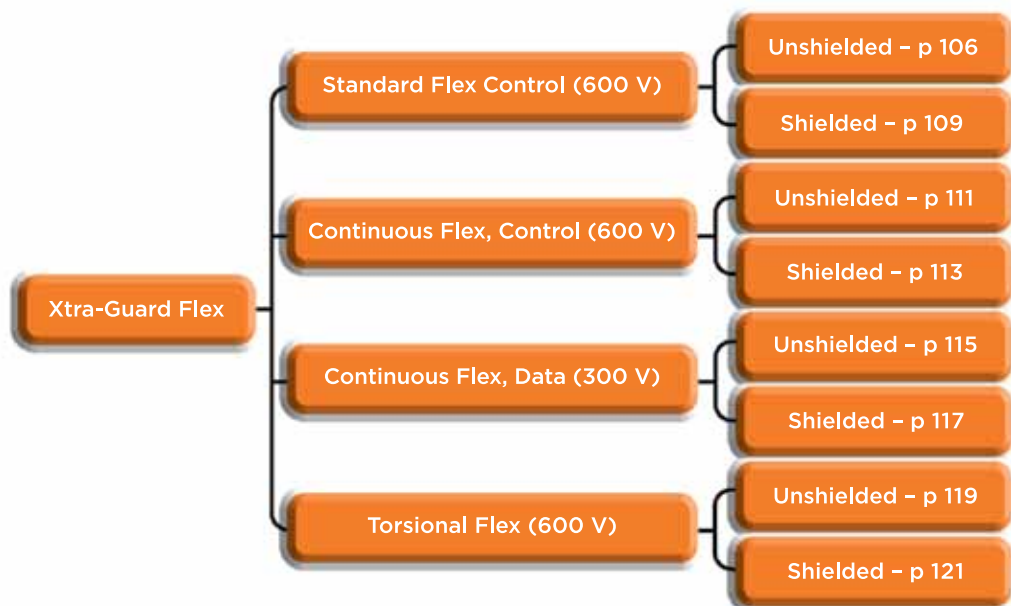 Xtra-Guard Flex
Standard Flex Control (600 V)
Unshielded – p 106
Shielded – p 109
Continuous Flex, Control (600 V)
Unshielded – p 111
Shielded – p 113
Continuous Flex, Data (300 V)
Unshielded – p 115
Shielded – p 117
Torsional Flex (600 V)
Unshielded – p 119
Shielded – p 121